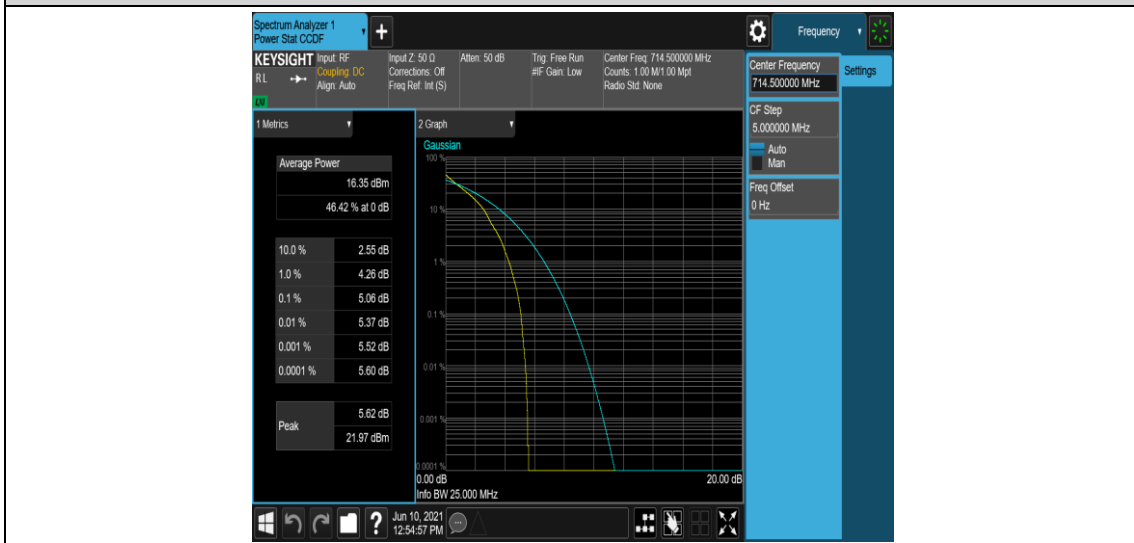 Spectrum Analyzer 1
Power Stat CCDF
+
Frequency
KEYSIGHT
RL
LXI
Input: RF
Coupling: DC
Align: Auto
Input Z: 50 Ω
Corrections: Off
Freq Ref: Int (S)
Atten: 50 dB
Trig: Free Run
#IF Gain: Low
Center Freq: 714.500000 MHz
Counts: 1.00 M/1.00 Mpt
Radio Std: None
Center Frequency
714.500000 MHz
Settings
CF Step
5.000000 MHz
Auto
Man
Freq Offset
0 Hz
1 Metrics
Average Power
16.35 dBm
46.42 % at 0 dB
10.0 % 2.55 dB
1.0 % 4.26 dB
0.1 % 5.06 dB
0.01 % 5.37 dB
0.001 % 5.52 dB
0.0001 % 5.60 dB
Peak
5.62 dB
21.97 dBm
2 Graph
Gaussian
100 %
10 %
1 %
0.1 %
0.01 %
0.001 %
0.0001 %
0.00 dB 20.00 dB
Info BW 25.000 MHz
?
Jun 10, 2021
12:54:57 PM